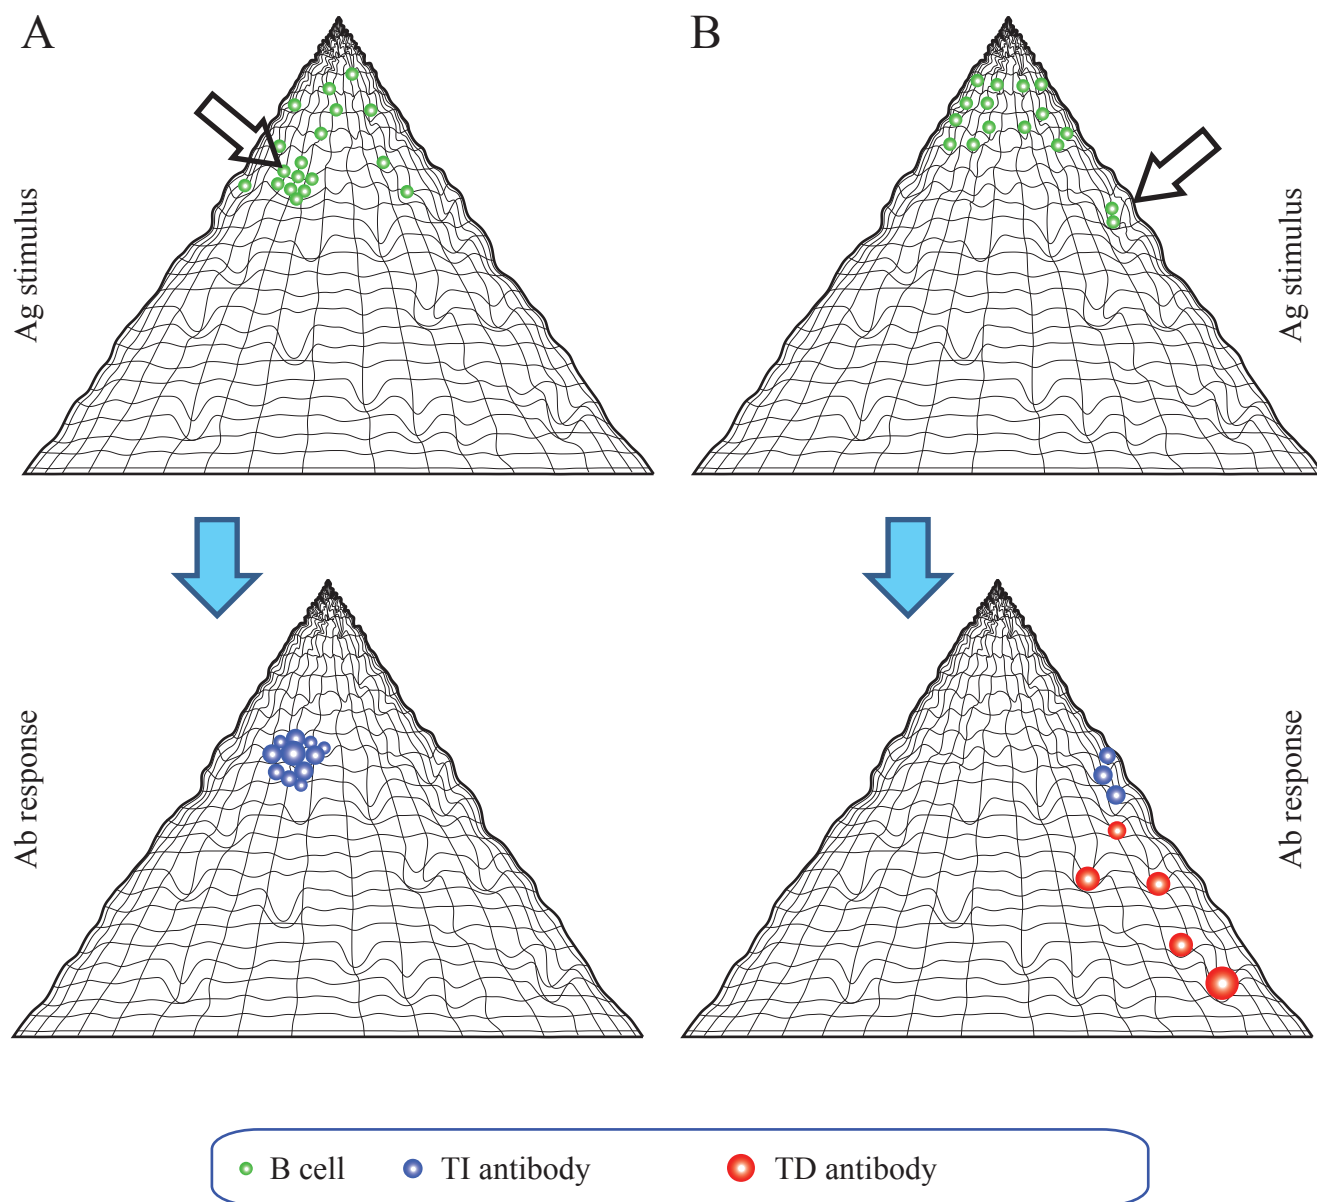 A
B
Ag stimulus
Ag stimulus
Ab response
Ab response
B cell
TI antibody
TD antibody